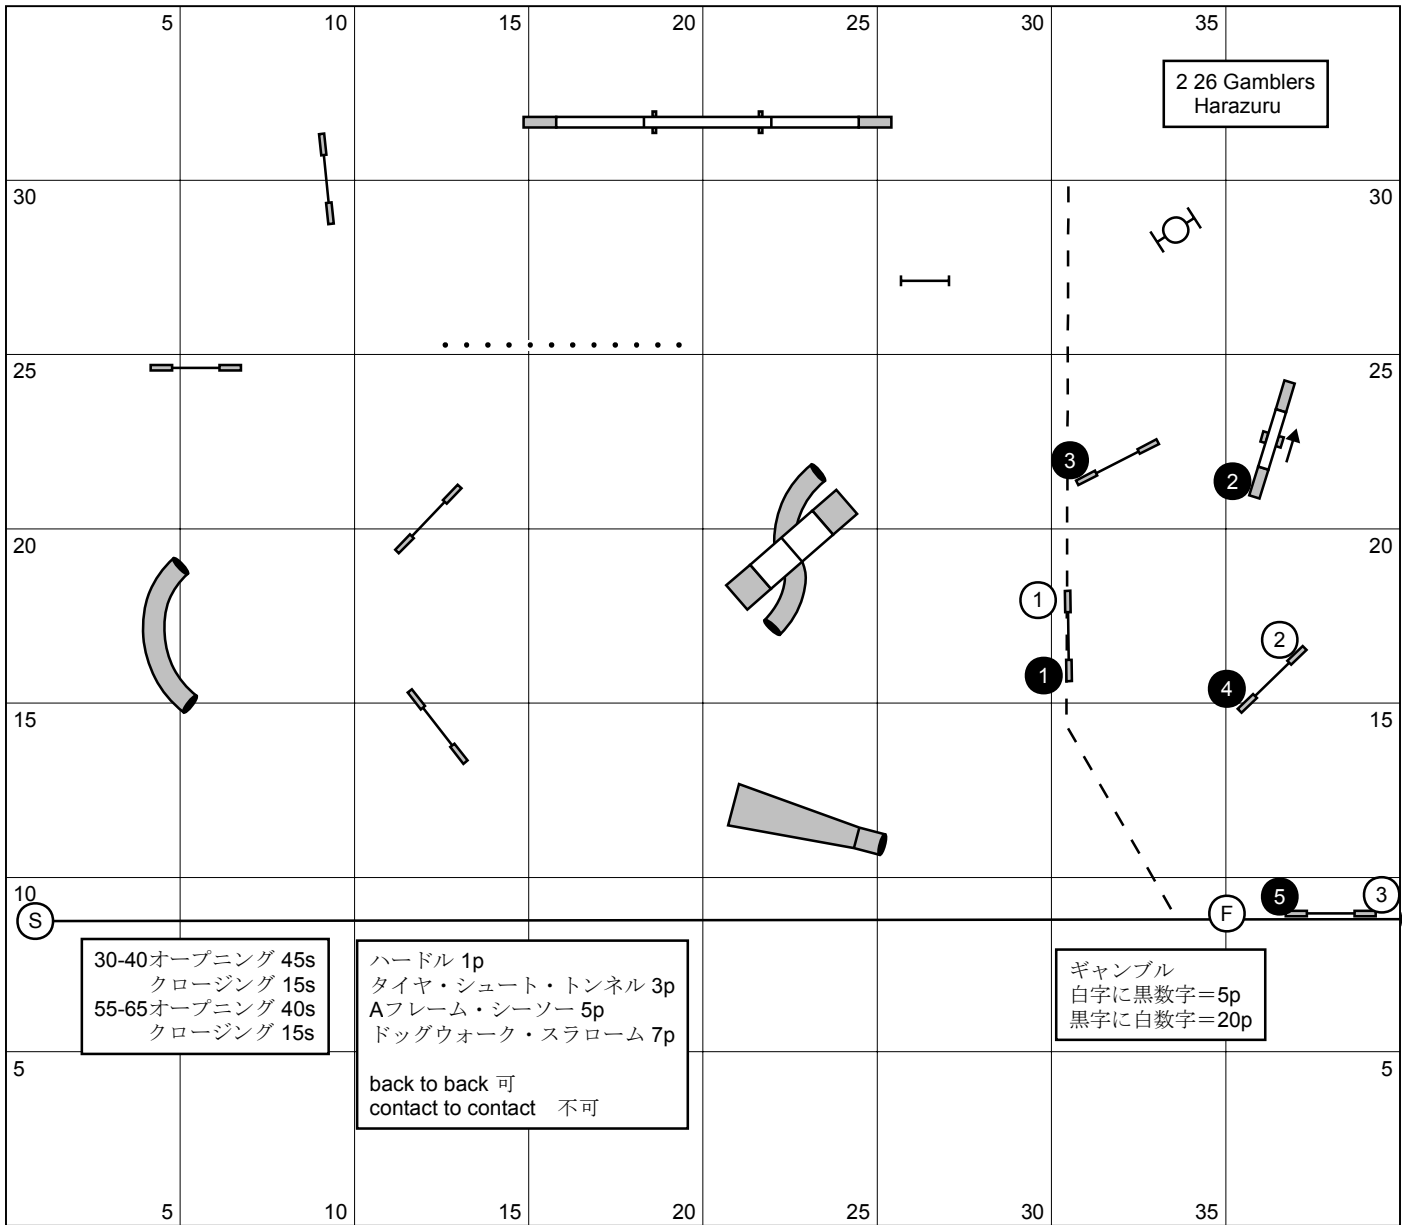 5 10 15 20 25 30 35
2 26 Gamblers
Harazuru
30 30
25 25
3
2
20 20
1
2
1
4
15 15
10
5 3
S F
30-40オープニング 45s
クロージング 15s
55-65オープニング 40s
クロージング 15s
ハードル 1p
タイヤ・シュート・トンネル 3p
Aフレーム・シーソー 5p
ドッグウォーク・スラローム 7p
back to back 可
contact to contact 不可
ギャンブル
白字に黒数字＝5p
黒字に白数字＝20p
5 5
5 10 15 20 25 30 35